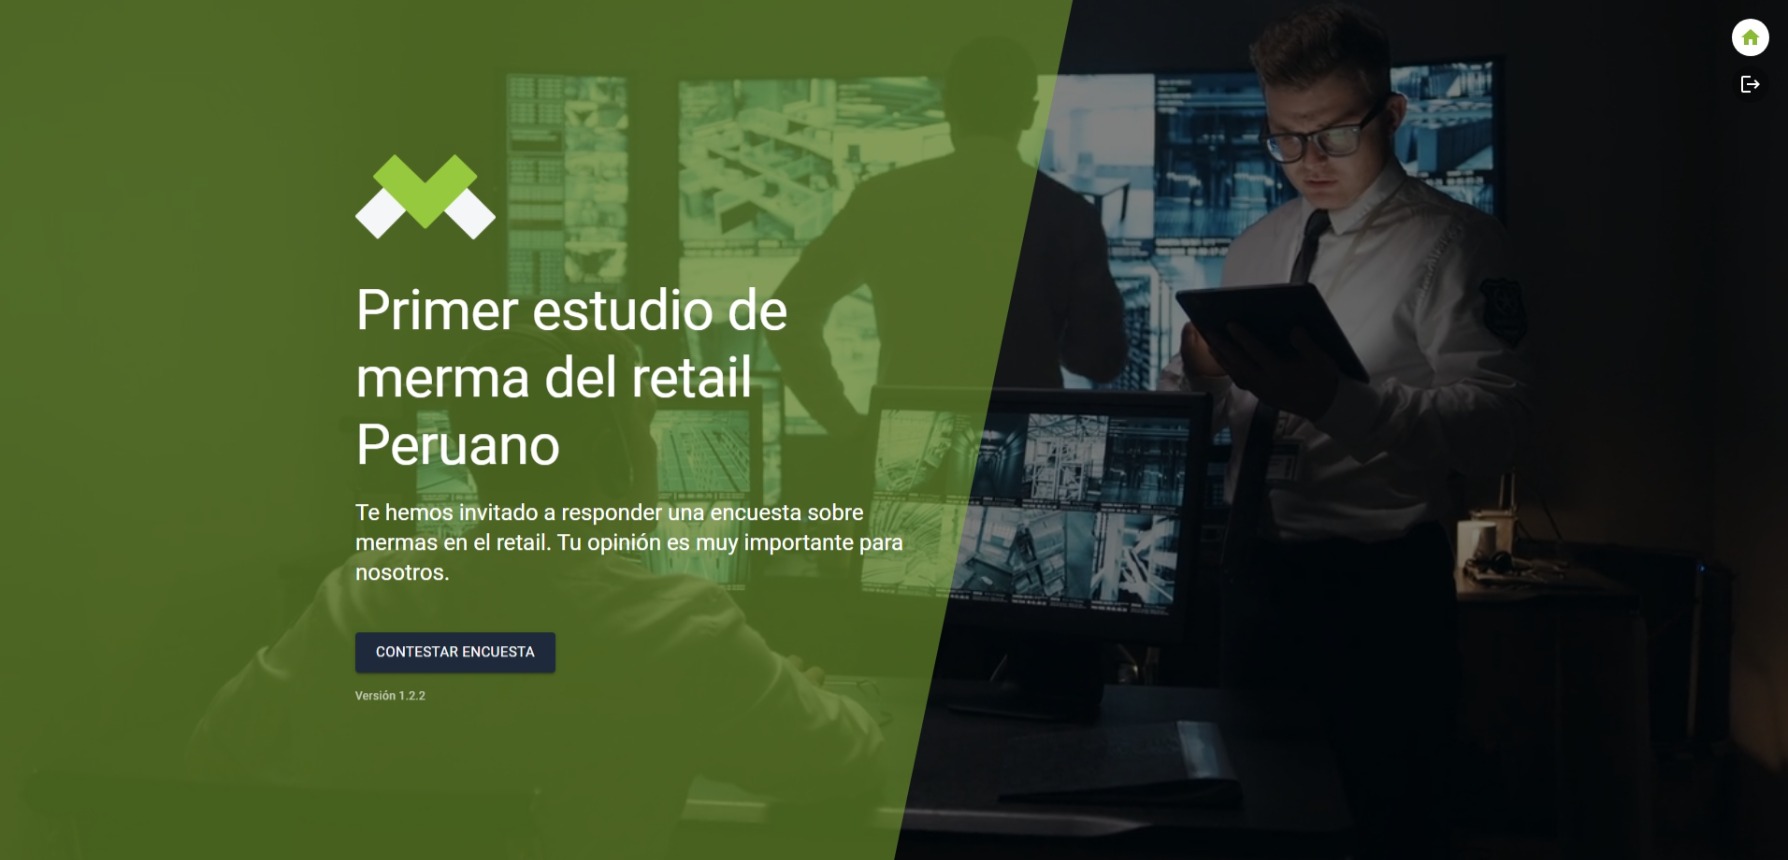 Primer estudio de
merma del retail
Peruano
Te hemos invitado a responder una encuesta sobre
mermas en el retail. Tu opinión es muy importante para
nosotros.
CONTESTAR ENCUESTA
Versión 1.2.2